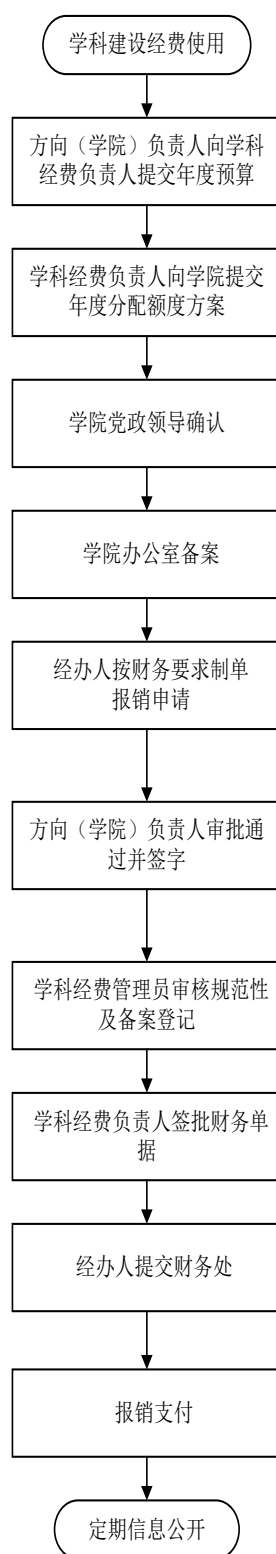 学科建设经费使用
方向（学院）负责人向学科
经费负责人提交年度预算
学科经费负责人向学院提交
年度分配额度方案
学院党政领导确认
学院办公室备案
经办人按财务要求制单
报销申请
方向（学院）负责人审批通
过并签字
学科经费管理员审核规范性
及备案登记
学科经费负责人签批财务单
据
经办人提交财务处
报销支付
定期信息公开